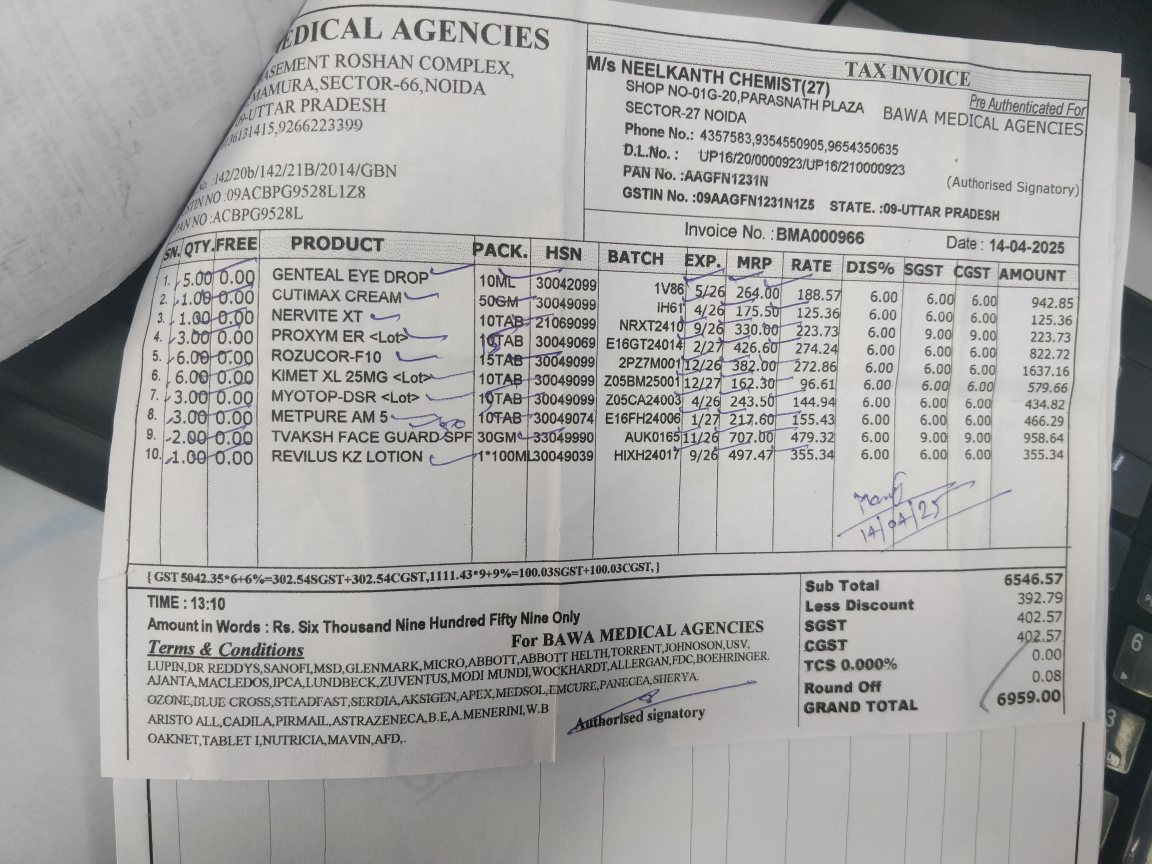 EDICAL AGENCIES
ASEMENT ROSHAN COMPLEX,
MAMURA,SECTOR-66,NOIDA
09-UTTAR PRADESH
36131415,9266223399
142/20b/142/21B/2014/GBN
STIN NO :09ACBPG9528L1Z8
PAN NO :ACBPG9528L
TAX INVOICE
M/s NEELKANTH CHEMIST(27)
SHOP NO-01G-20,PARASNATH PLAZA
SECTOR-27 NOIDA
Phone No.: 4357583,9354550905,9654350635
D.L.No. : UP16/20/0000923/UP16/210000923
PAN No. :AAGFN1231N
GSTIN No. :09AAGFN1231N1Z5 STATE. :09-UTTAR PRADESH
Pre Authenticated For
BAWA MEDICAL AGENCIES
(Authorised Signatory)
Invoice No. : BMA000966 Date : 14-04-2025
SN. QTY. FREE PRODUCT PACK. HSN BATCH EXP. MRP RATE DIS% SGST CGST AMOUNT
1. 5.00 0.00 GENTEAL EYE DROP 10ML 30042099 1V86 5/26 264.00 188.57 6.00 6.00 6.00 942.85
2. 1.00 0.00 CUTIMAX CREAM 50GM 30049099 IH61 4/26 175.50 125.36 6.00 6.00 6.00 125.36
3. 1.00 0.00 NERVITE XT 10TAB 21069099 NRXT2410 9/26 330.00 223.73 6.00 9.00 9.00 223.73
4. 3.00 0.00 PROXYM ER <Lot> 10TAB 30049069 E16GT24014 2/27 426.60 274.24 6.00 6.00 6.00 822.72
5. 6.00 0.00 ROZUCOR-F10 15TAB 30049099 2PZ7M001 12/26 382.00 272.86 6.00 6.00 6.00 1637.16
6. 6.00 0.00 KIMET XL 25MG <Lot> 10TAB 30049099 Z05BM25001 12/27 162.30 96.61 6.00 6.00 6.00 579.66
7. 3.00 0.00 MYOTOP-DSR <Lot> 10TAB 30049099 Z05CA24003 4/26 243.50 144.94 6.00 6.00 6.00 434.82
8. 3.00 0.00 METPURE AM 5 10TAB 30049074 E16FH24006 1/27 217.60 155.43 6.00 6.00 6.00 466.29
9. 2.00 0.00 TVAKSH FACE GUARD SPF 30GM 33049990 AUK0165 11/26 707.00 479.32 6.00 9.00 9.00 958.64
10. 1.00 0.00 REVILUS KZ LOTION 1*100ML 30049039 HIXH24017 9/26 497.47 355.34 6.00 6.00 6.00 355.34
14/04/25
{ GST 5042.35*6+6%=302.54SGST+302.54CGST,1111.43*9+9%=100.03SGST+100.03CGST,}
TIME : 13:10
Amount in Words : Rs. Six Thousand Nine Hundred Fifty Nine Only
Terms & Conditions
For BAWA MEDICAL AGENCIES
LUPIN,DR REDDYS,SANOFI,MSD,GLENMARK,MICRO,ABBOTT,ABBOTT HELTH,TORRENT,JOHNOSON,USV,
AJANTA,MACLEDOS,IPCA,LUNDBECK,ZUVENTUS,MODI MUNDI,WOCKHARDT,ALLERGAN,FDC,BOEHRINGER.
OZONE,BLUE CROSS,STEADFAST,SERDIA,AKSIGEN,APEX,MEDSOL,EMCURE,PANECEA,SHERYA.
ARISTO ALL,CADILA,PIRMAIL,ASTRAZENECA,B.E,A.MENERINI,W.B
OAKNET,TABLET I,NUTRICIA,MAVIN,AFD,.
Authorised signatory
Sub Total 6546.57
Less Discount 392.79
SGST 402.57
CGST 402.57
TCS 0.000% 0.00
Round Off 0.08
GRAND TOTAL 6959.00